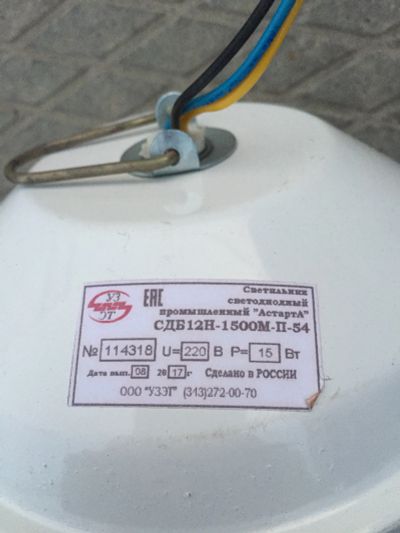 УЗ
ЭТ
ЕАС
Светильник
светодиодный
промышленный "АстартА"
СДБ12Н-1500М-П-54
№ 114318 U= 220 В Р= 15 Вт
Дата вып. 08 20 17 г Сделано в РОССИИ
ООО "УЗЭТ" (343)272-00-70